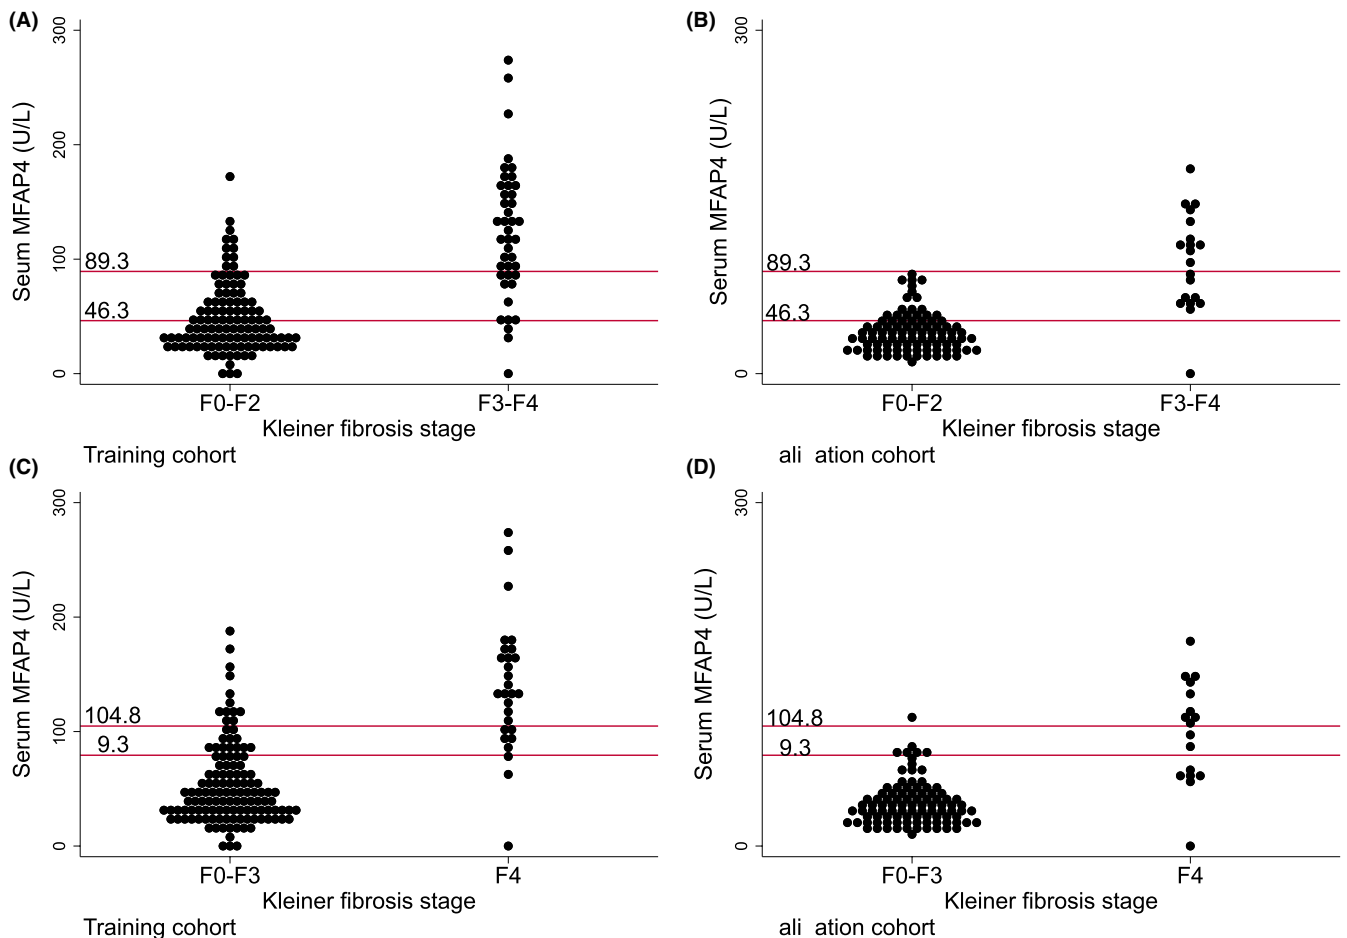 (A)
Seum MFAP4 (U/L)
300
200
100
0
89.3
46.3
F0-F2
F3-F4
Kleiner fibrosis stage
Training cohort
(B)
Serum MFAP4 (U/L)
300
0
89.3
46.3
F0-F2
F3-F4
Kleiner fibrosis stage
ali ation cohort
(C)
Serum MFAP4 (U/L)
300
200
100
0
104.8
9.3
F0-F3
F4
Kleiner fibrosis stage
Training cohort
(D)
Serum MFAP4 (U/L)
300
0
104.8
9.3
F0-F3
F4
Kleiner fibrosis stage
ali ation cohort